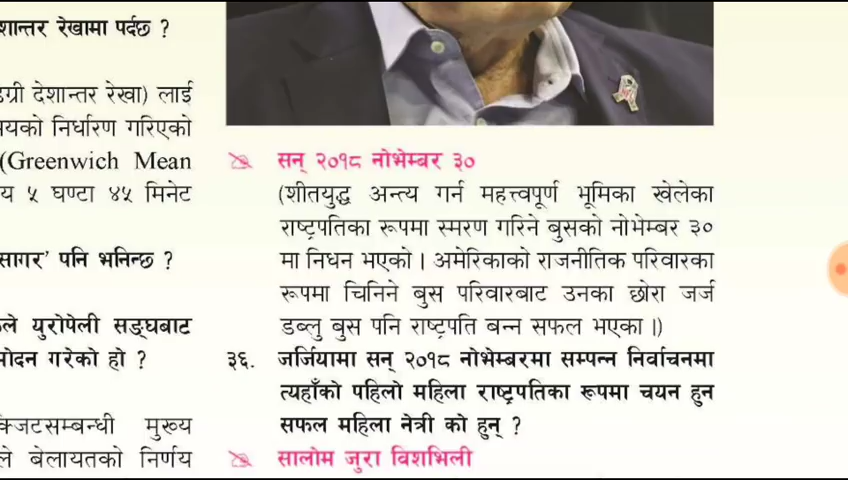 शान्तर रेखामा पर्दछ ?
डग्री देशान्तर रेखा) लाई
मयको निर्धारण गरिएको
(Greenwich Mean
य ५ घण्टा ४५ मिनेट
सागर’ पनि भनिन्छ ?
ले युरोपेली सङ्घबाट
मोदन गरेको हो ?
क्जिटसम्बन्धी मुख्य
ले बेलायतको निर्णय
सन् २०१८ नोभेम्बर ३०
(शीतयुद्ध अन्त्य गर्न महत्त्वपूर्ण भूमिका खेलेका
राष्ट्रपतिका रूपमा स्मरण गरिने बुसको नोभेम्बर ३०
मा निधन भएको । अमेरिकाको राजनीतिक परिवारका
रूपमा चिनिने बुस परिवारबाट उनका छोरा जर्ज
डब्लु बुस पनि राष्ट्रपति बन्न सफल भएका ।)
३६. जर्जियामा सन् २०१८ नोभेम्बरमा सम्पन्न निर्वाचनमा
त्यहाँको पहिलो महिला राष्ट्रपतिका रूपमा चयन हुन
सफल महिला नेत्री को हुन् ?
सालोम जुरा विशभिली